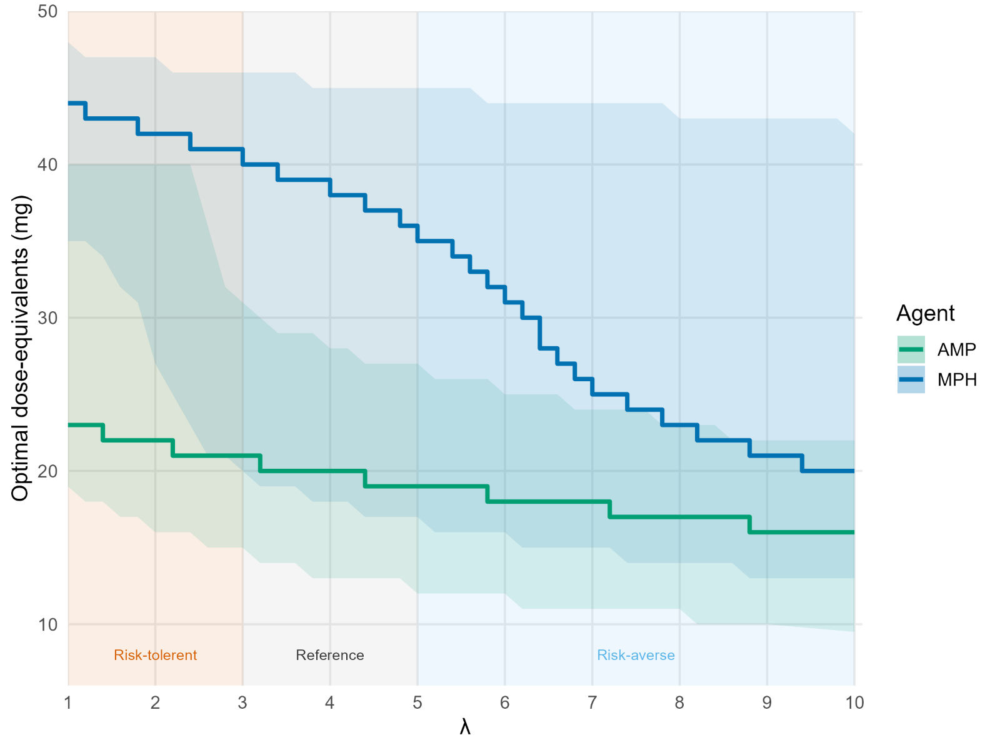 Optimal dose-equivalents (mg)
50
40
30
20
10
Risk-tolerent
Reference
Risk-averse
1 2 3 4 5 6 7 8 9 10
λ
Agent
AMP
MPH